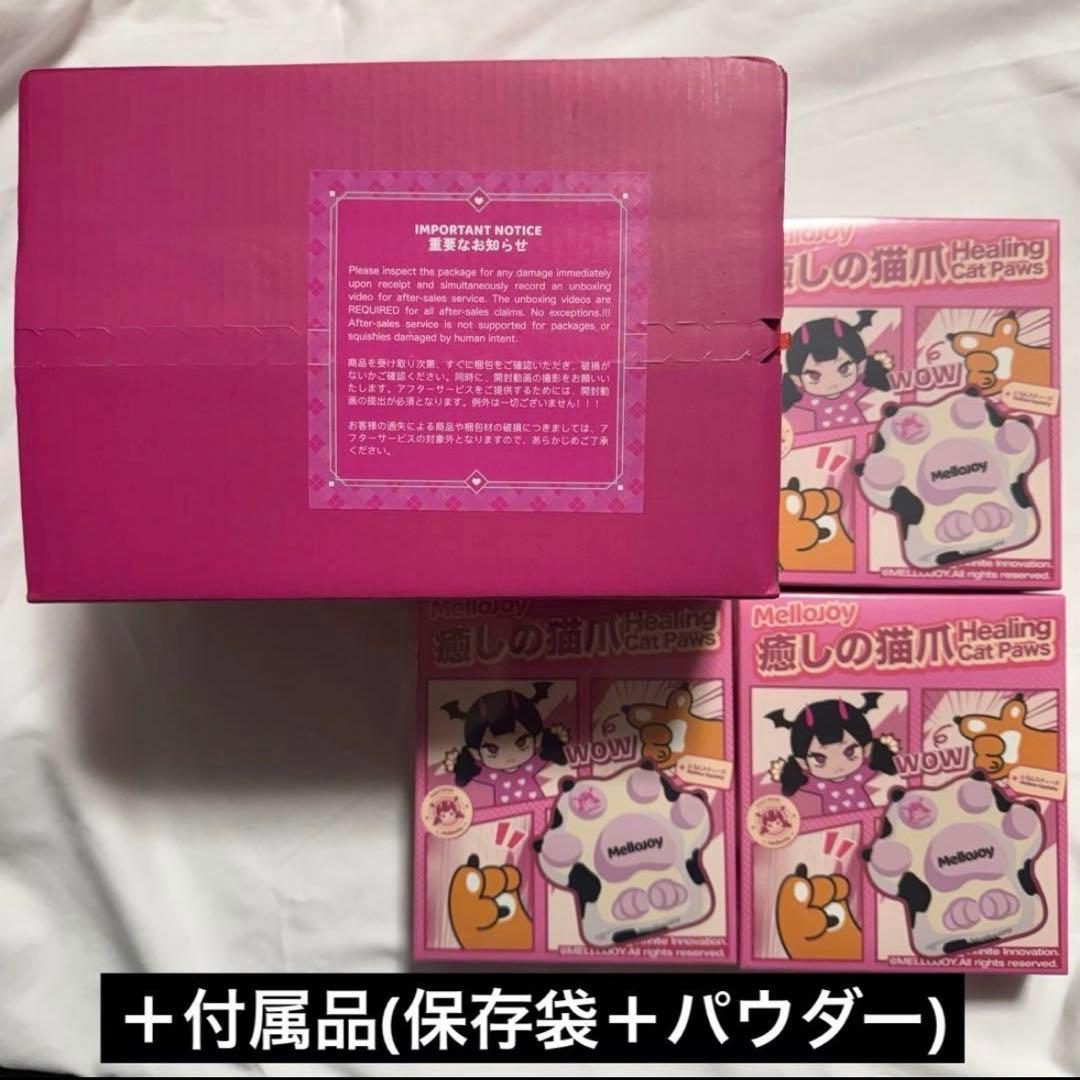 IMPORTANT NOTICE
重要なお知らせ
Please inspect the package for any damage immediately
upon receipt and simultaneously record an unboxing
video for after-sales service. The unboxing videos are
REQUIRED for all after-sales claims. No exceptions.!!!
After-sales service is not supported for packages or
squishies damaged by human intent.
商品を受け取り次第、すぐに梱包をご確認いただき、破損が
ないかご確認ください。同時に、開封動画の撮影をお願いい
たします。アフターサービスをご提供するためには、開封動
画の提出が必須となります。例外は一切ございません！！！
お客様の過失による商品や梱包材の破損につきましては、ア
フターサービスの対象外となりますので、あらかじめご了承
ください。
癒しの猫爪 Healing
Cat Paws
WOW
MelloJoy
©MELLOJOY.All rights reserved.
MelloJoy
癒しの猫爪 Healing
Cat Paws
WOW
MelloJoy
Infinite Innovation.
©MELLOJOY.All rights reserved.
MelloJoy
癒しの猫爪 Healing
Cat Paws
WOW
MelloJoy
Infinite Innovation.
©MELLOJOY.All rights reserved.
＋付属品(保存袋＋パウダー)